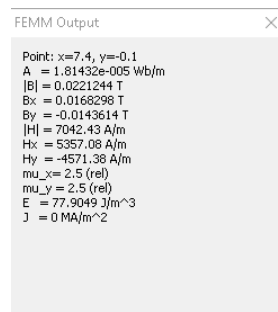 FEMM Output
Point: x=7.4, y=-0.1
A = 1.81432e-005 Wb/m
|B| = 0.0221244 T
Bx = 0.0168298 T
By = -0.0143614 T
|H| = 7042.43 A/m
Hx = 5357.08 A/m
Hy = -4571.38 A/m
mu_x= 2.5 (rel)
mu_y = 2.5 (rel)
E = 77.9049 J/m^3
J = 0 MA/m^2